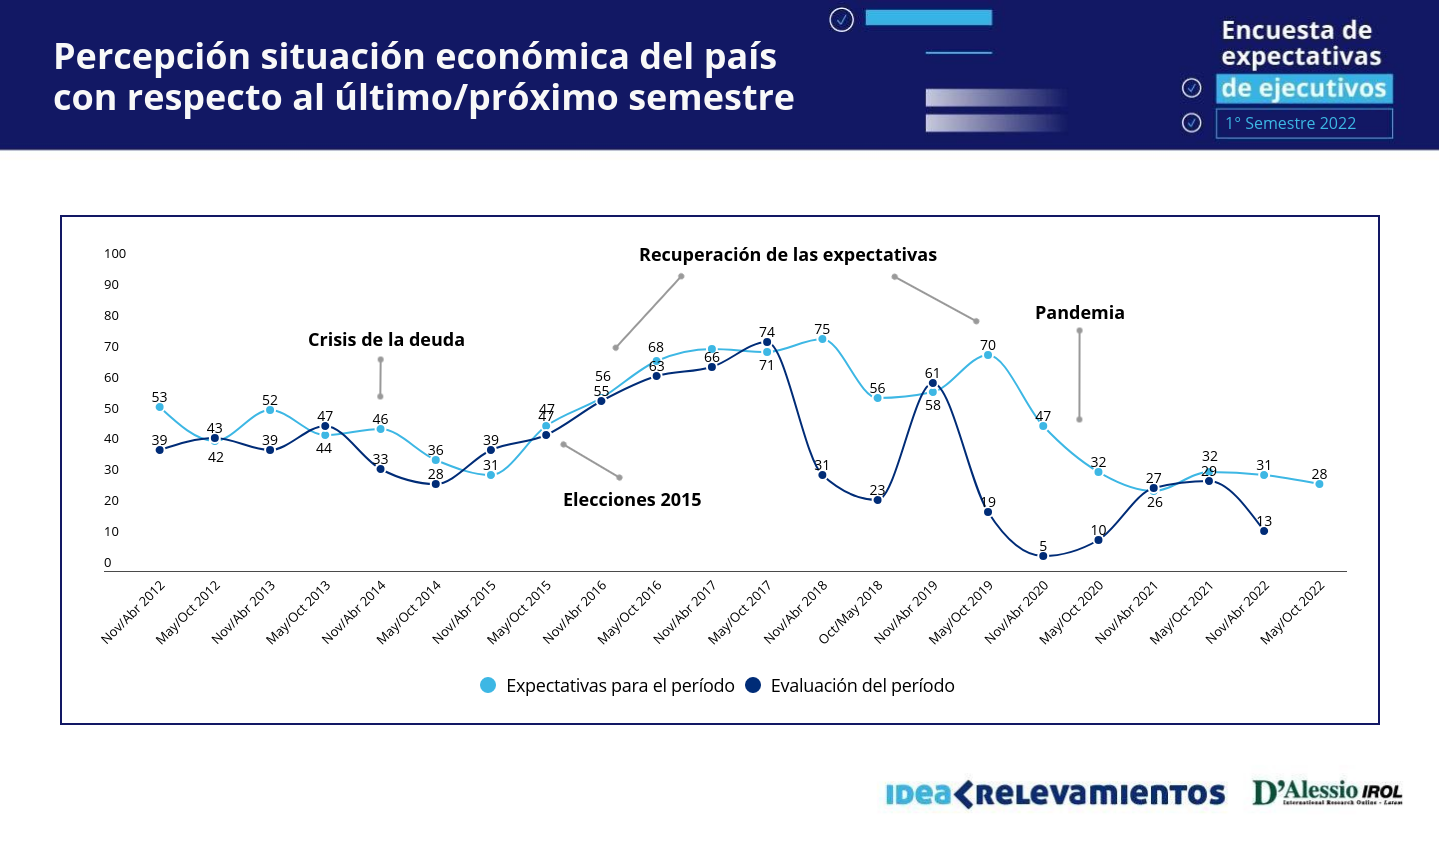 Percepción situación económica del país
con respecto al último/próximo semestre
Encuesta de
expectativas
de ejecutivos
1° Semestre 2022
100
90
80
70
60
50
40
30
20
10
0
Crisis de la deuda
Recuperación de las expectativas
Pandemia
Elecciones 2015
53
39
43
42
52
39
47
44
46
33
36
28
39
31
47
47
56
55
68
63
66
74
71
75
31
56
23
61
58
70
19
47
5
32
10
27
26
32
29
31
13
28
Nov/Abr 2012
May/Oct 2012
Nov/Abr 2013
May/Oct 2013
Nov/Abr 2014
May/Oct 2014
Nov/Abr 2015
May/Oct 2015
Nov/Abr 2016
May/Oct 2016
Nov/Abr 2017
May/Oct 2017
Nov/Abr 2018
Oct/May 2018
Nov/Abr 2019
May/Oct 2019
Nov/Abr 2020
May/Oct 2020
Nov/Abr 2021
May/Oct 2021
Nov/Abr 2022
May/Oct 2022
Expectativas para el período Evaluación del período
IDea RELEVAMIENTOS
D'Alessio IROL
International Research Online - Latam